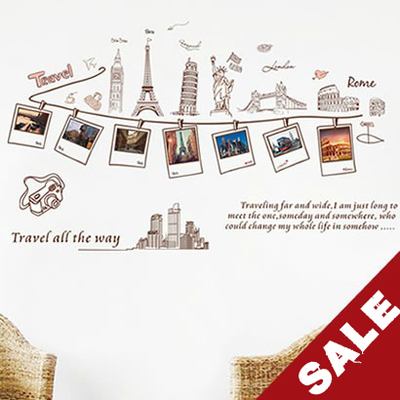 Travel
London
Rome
Traveling far and wide,I am just long to
meet the one,someday and somewhere, who
could change my whole life in somehow .....
Travel all the way
SALE